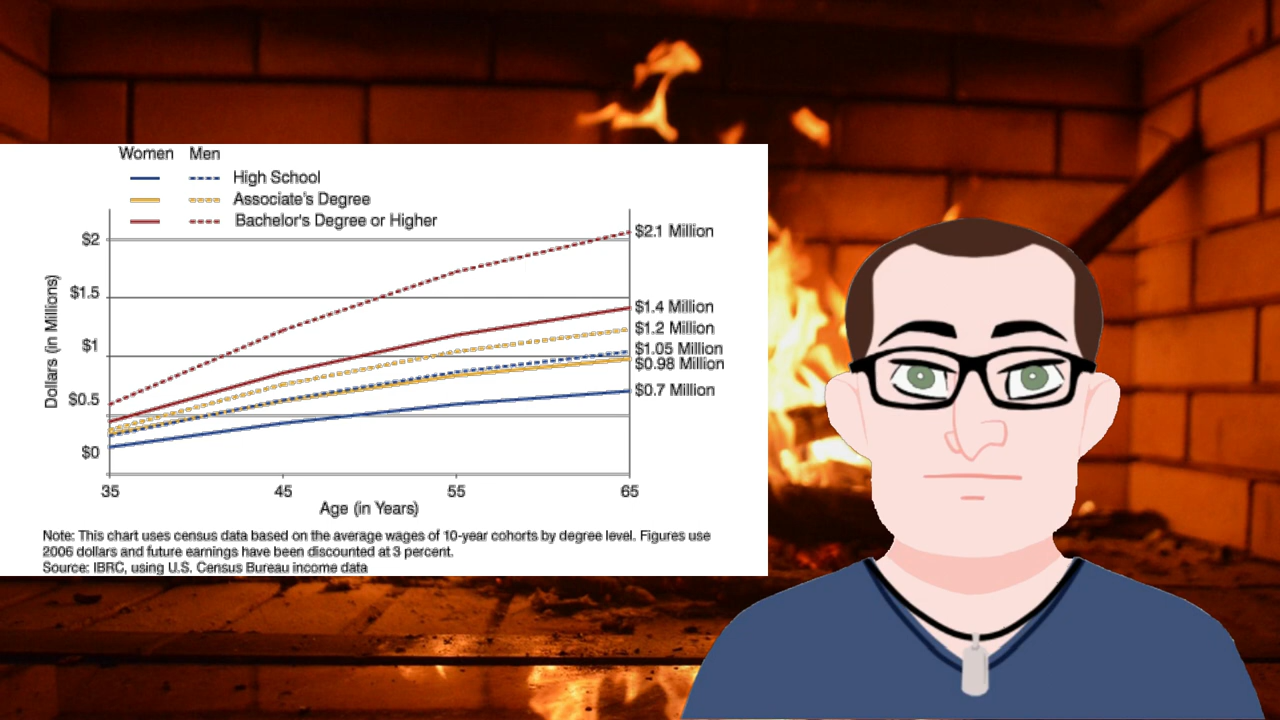 Women Men
High School
Associate's Degree
Bachelor's Degree or Higher
$2
$1.5
$1
$0.5
$0
Dollars (in Millions)
$2.1 Million
$1.4 Million
$1.2 Million
$1.05 Million
$0.98 Million
$0.7 Million
35 45 55 65
Age (in Years)
Note: This chart uses census data based on the average wages of 10-year cohorts by degree level. Figures use
2006 dollars and future earnings have been discounted at 3 percent.
Source: IBRC, using U.S. Census Bureau income data